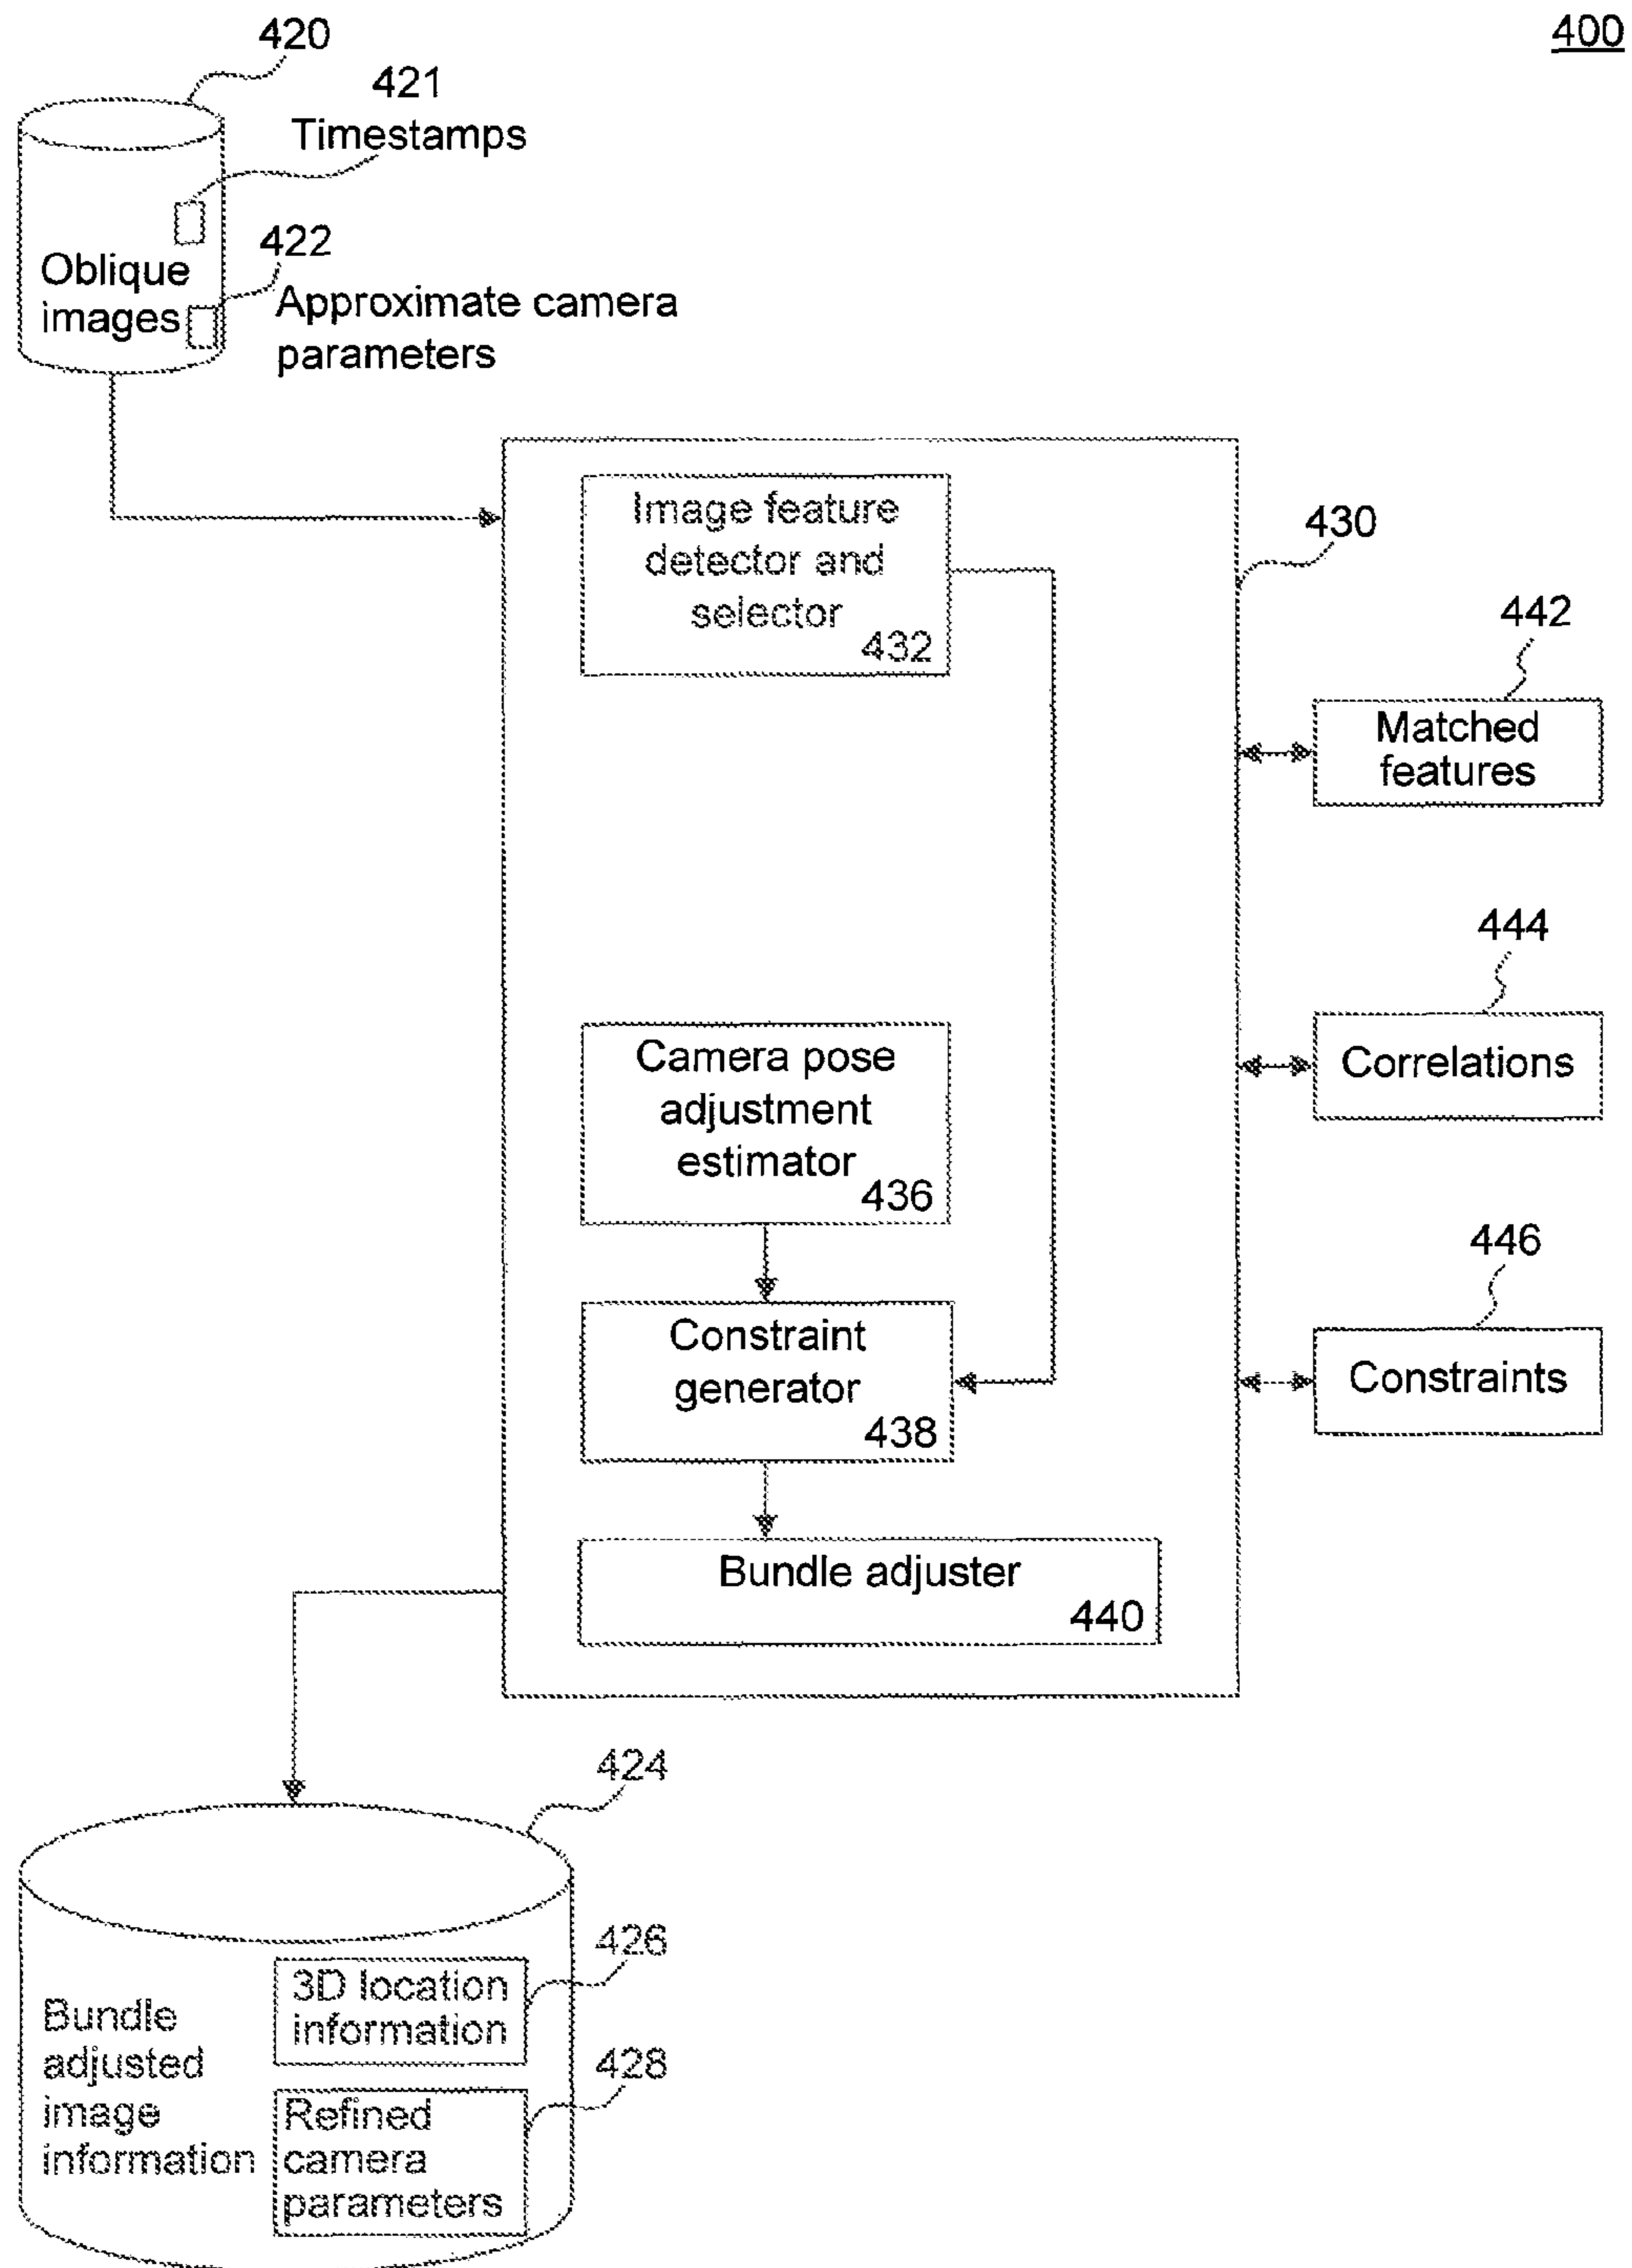 400
420
421
Timestamps
Oblique
images
422
Approximate camera
parameters
Image feature
detector and
selector
432
430
442
Matched
features
444
Correlations
Camera pose
adjustment
estimator
436
446
Constraints
Constraint
generator
438
Bundle adjuster
440
424
Bundle
adjusted
image
information
426
3D location
information
428
Refined
camera
parameters